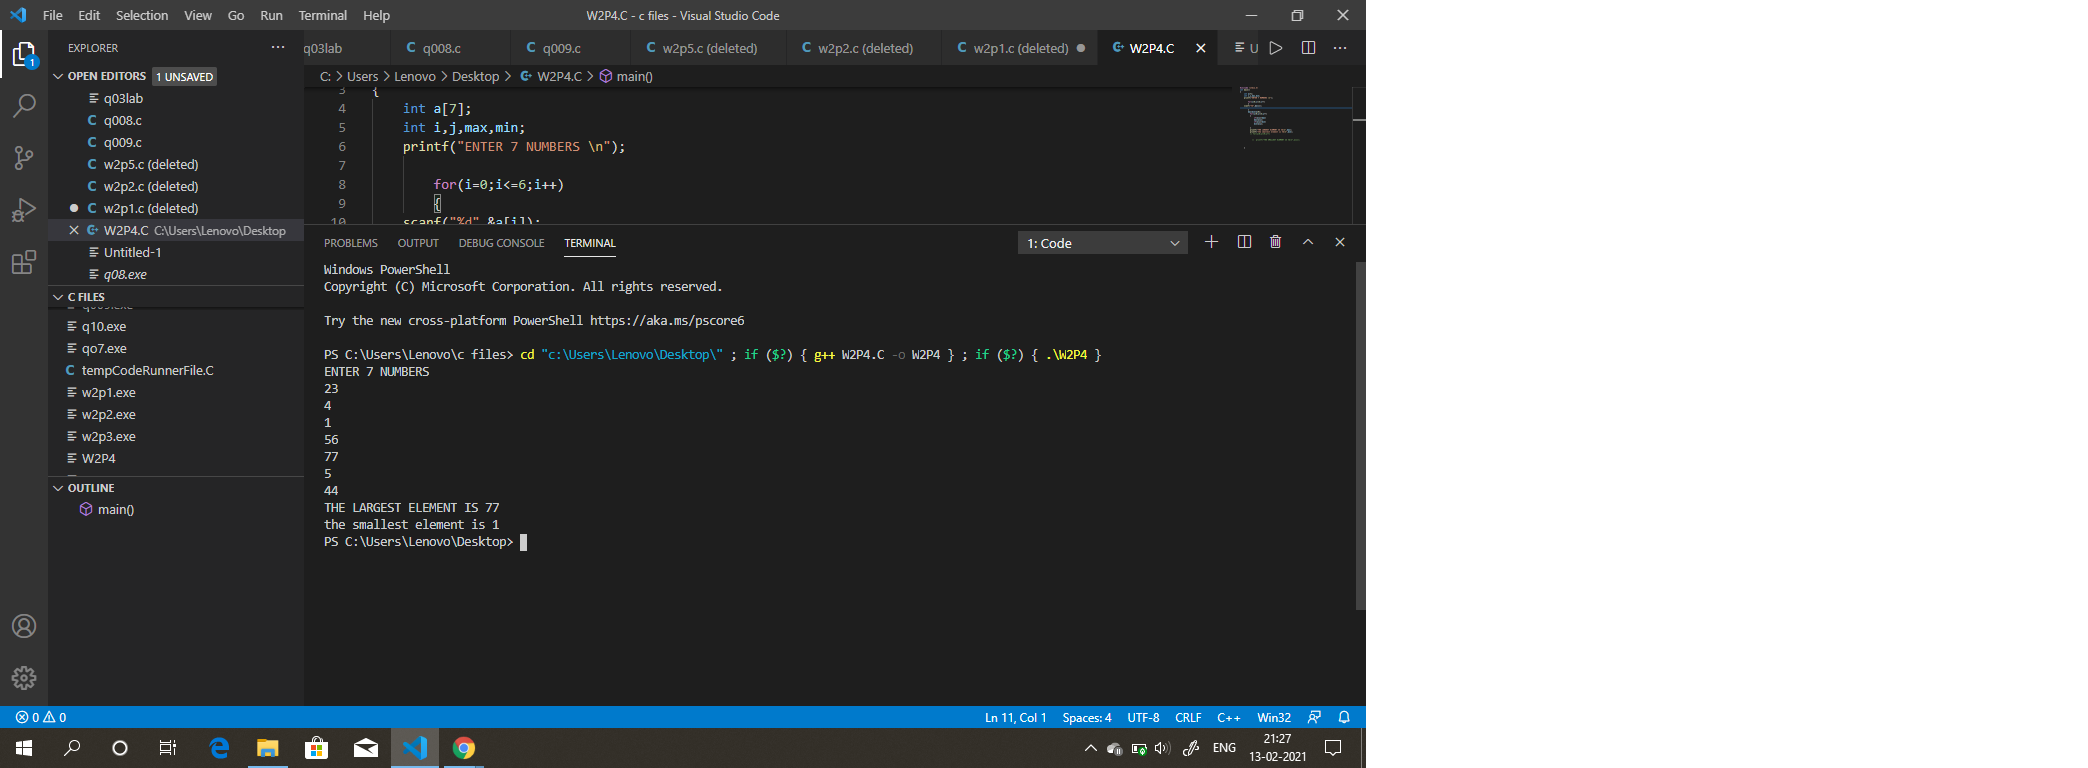 File Edit Selection View Go Run Terminal Help
W2P4.C - c files - Visual Studio Code
EXPLORER
OPEN EDITORS 1 UNSAVED
q03lab
q008.c
q009.c
w2p5.c (deleted)
w2p2.c (deleted)
w2p1.c (deleted)
W2P4.C C:\Users\Lenovo\Desktop
Untitled-1
q08.exe
C FILES
q10.exe
qo7.exe
tempCodeRunnerFile.C
w2p1.exe
w2p2.exe
w2p3.exe
W2P4
OUTLINE
main()
q03lab q008.c q009.c w2p5.c (deleted) w2p2.c (deleted) w2p1.c (deleted) W2P4.C U
C: > Users > Lenovo > Desktop > W2P4.C > main()
3 {
4 int a[7];
5 int i,j,max,min;
6 printf("ENTER 7 NUMBERS \n");
7
8 for(i=0;i<=6;i++)
9 {
10 scanf("%d",&a[i]);
PROBLEMS OUTPUT DEBUG CONSOLE TERMINAL 1: Code
Windows PowerShell
Copyright (C) Microsoft Corporation. All rights reserved.
Try the new cross-platform PowerShell https://aka.ms/pscore6
PS C:\Users\Lenovo\c files> cd "c:\Users\Lenovo\Desktop\" ; if ($?) { g++ W2P4.C -o W2P4 } ; if ($?) { .\W2P4 }
ENTER 7 NUMBERS
23
4
1
56
77
5
44
THE LARGEST ELEMENT IS 77
the smallest element is 1
PS C:\Users\Lenovo\Desktop>
0 0 Ln 11, Col 1 Spaces: 4 UTF-8 CRLF C++ Win32
ENG
21:27
13-02-2021